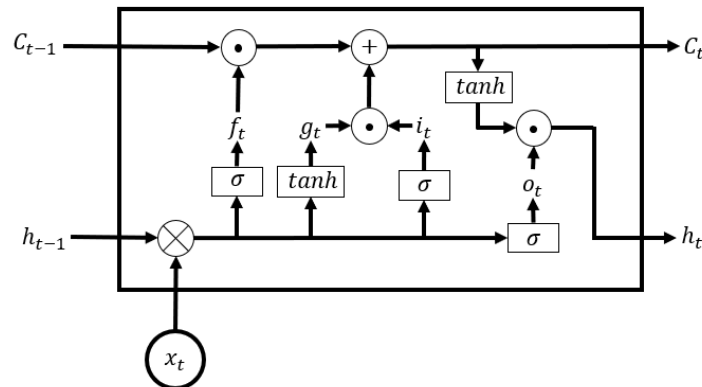 C_{t-1} + C_t
tanh
f_t g_t i_t
σ tanh σ o_t
h_{t-1} σ h_t
x_t